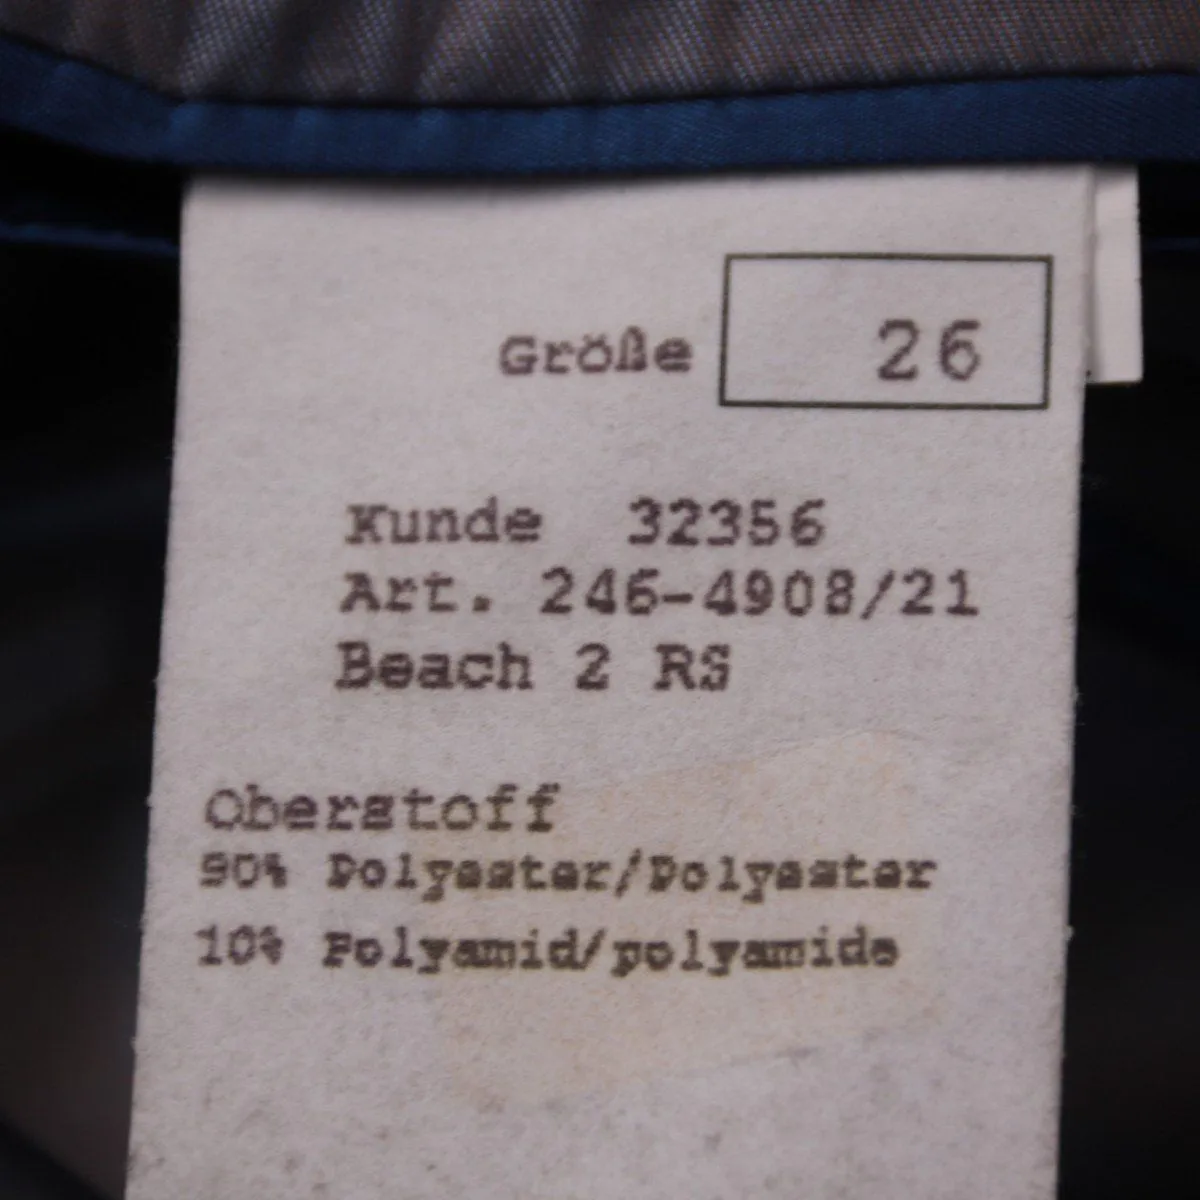 Größe 26
Kunde 32356
Art. 246-4908/21
Beach 2 RS
Oberstoff
90% Polyester/Polyester
10% Polyamid/polyamide